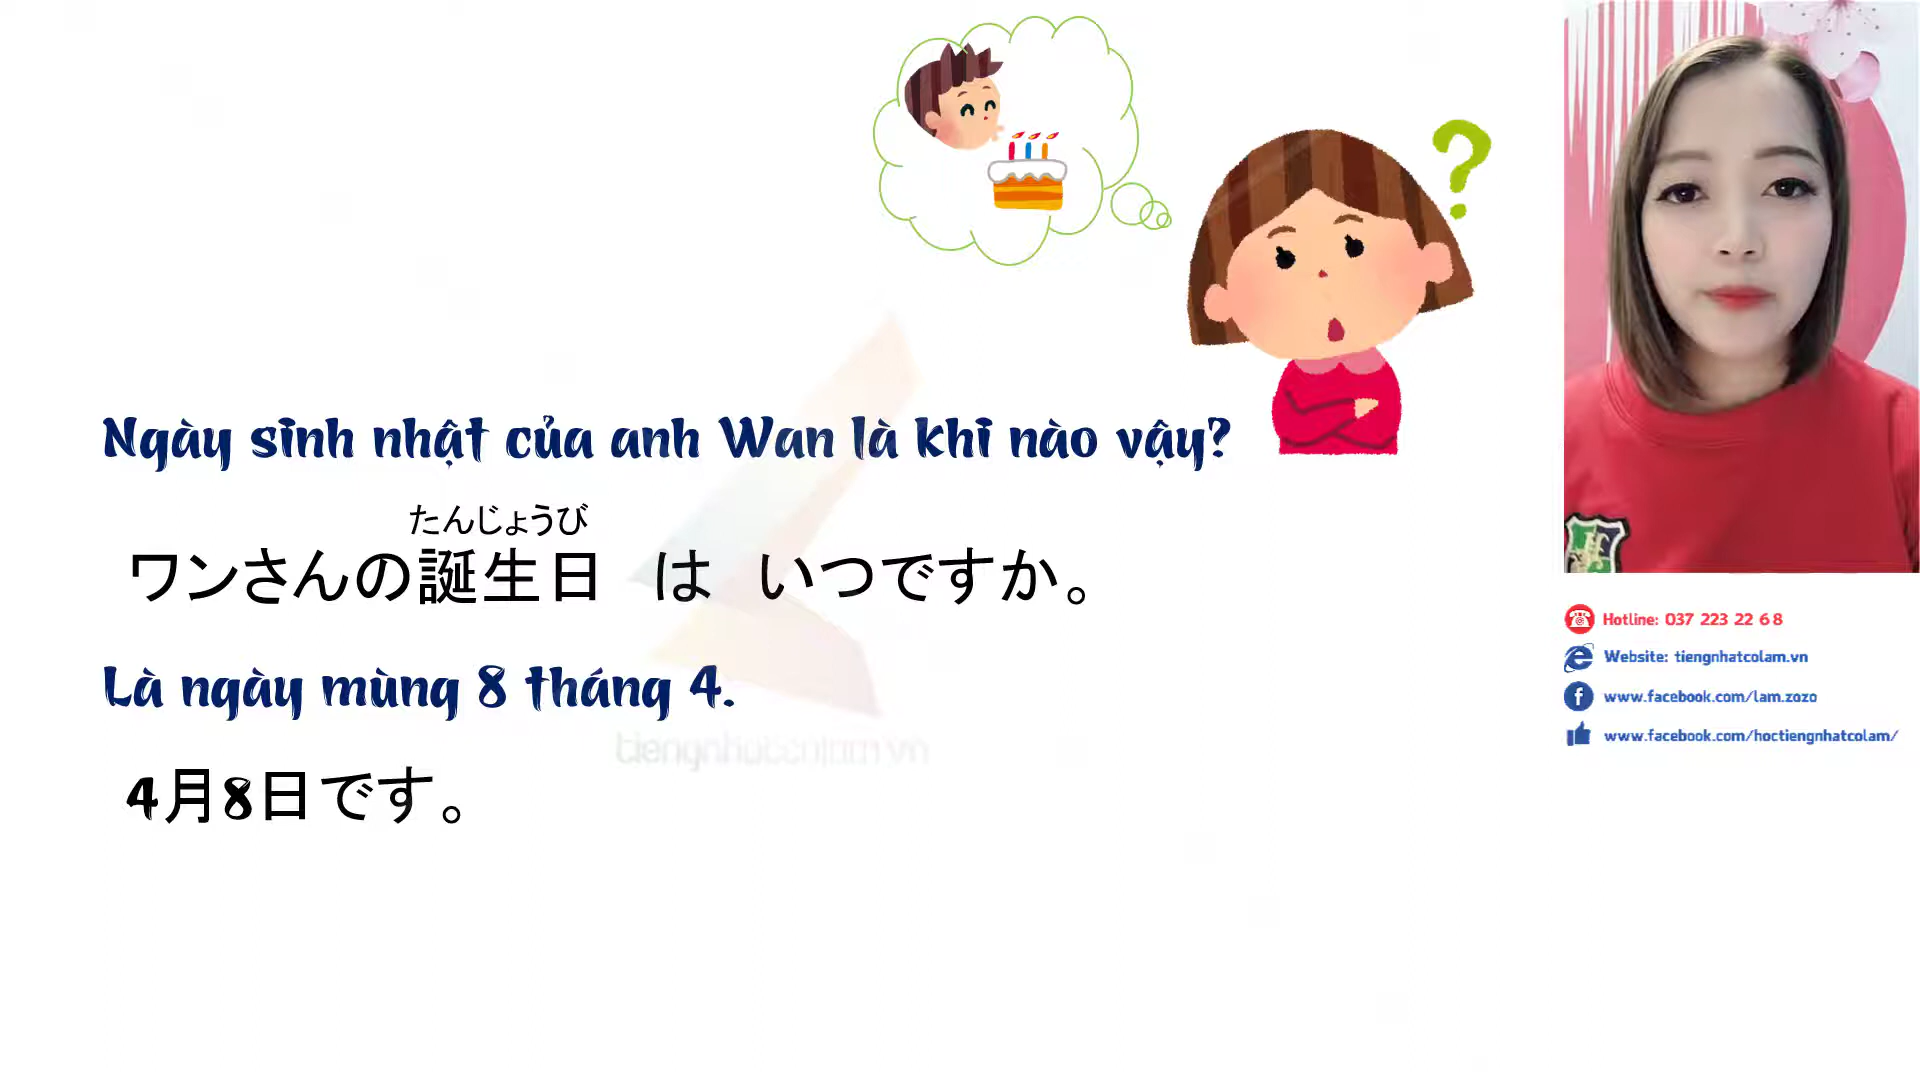 Ngày sinh nhật của anh Wan là khi nào vậy?
たんじょうび
ワンさんの誕生日 は いつですか。
Là ngày mùng 8 tháng 4.
4月8日です。
tiengnhatcolam.vn
Hotline: 037 223 22 68
Website: tiengnhatcolam.vn
www.facebook.com/lam.zozo
www.facebook.com/hoctiengnhatcolam/